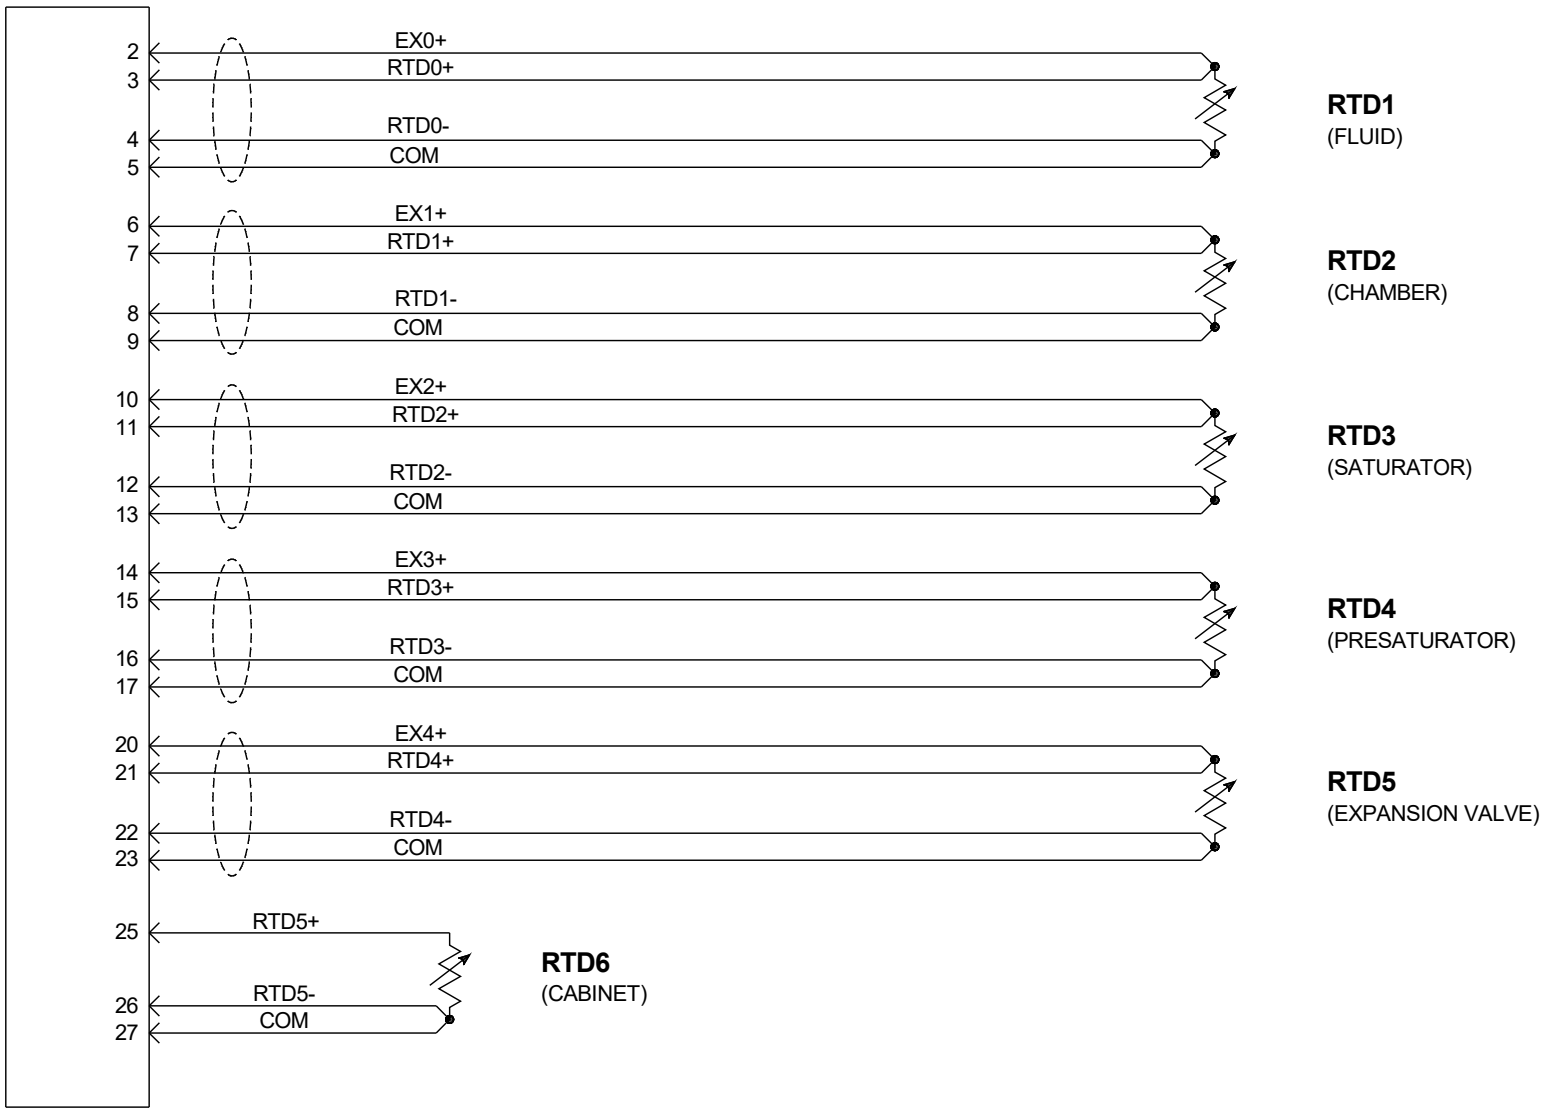 2 EX0+
3 RTD0+
4 RTD0-
5 COM
RTD1
(FLUID)
6 EX1+
7 RTD1+
8 RTD1-
9 COM
RTD2
(CHAMBER)
10 EX2+
11 RTD2+
12 RTD2-
13 COM
RTD3
(SATURATOR)
14 EX3+
15 RTD3+
16 RTD3-
17 COM
RTD4
(PRESATURATOR)
20 EX4+
21 RTD4+
22 RTD4-
23 COM
RTD5
(EXPANSION VALVE)
25 RTD5+
26 RTD5-
27 COM
RTD6
(CABINET)